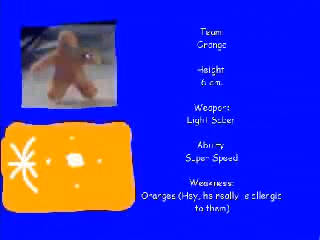 Team:
Orange
Height
6 cm.
Weapon:
Light Saber
Ability
Super Speed
Weakness:
Oranges (Hey, he really is allergic
to them)